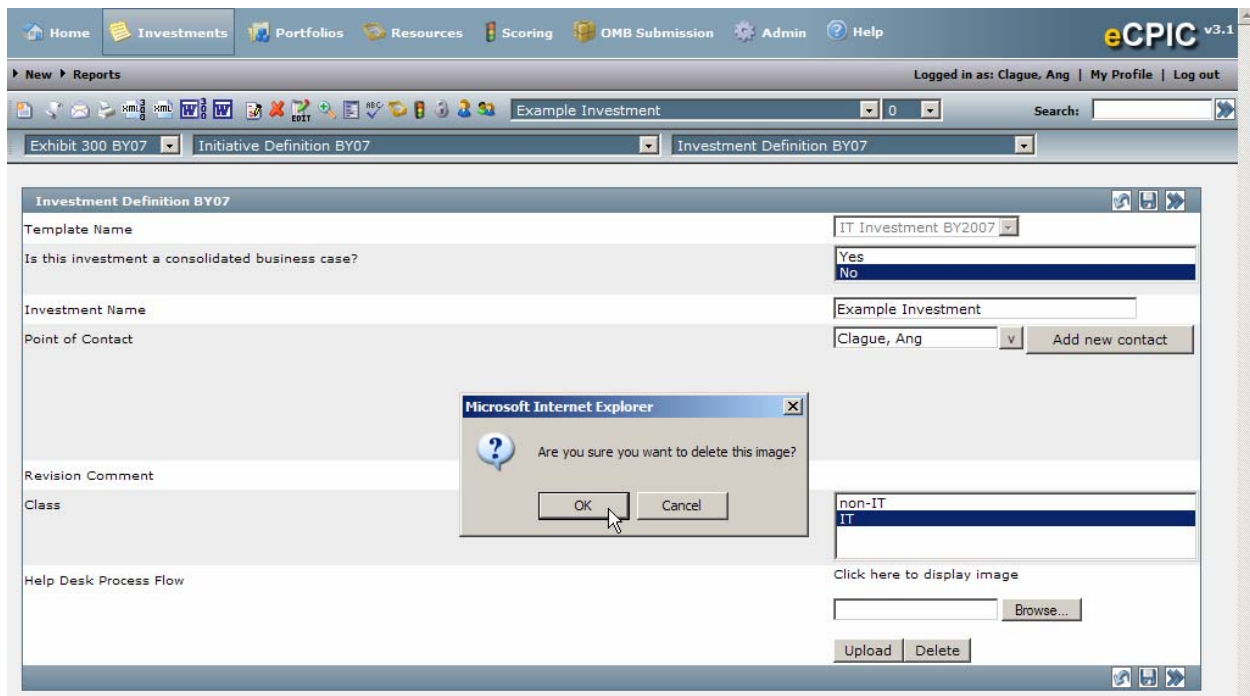 Home Investments Portfolios Resources Scoring OMB Submission Admin Help eCPIC v3.1
New Reports Logged in as: Clague, Ang | My Profile | Log out
Example Investment 0 Search:
Exhibit 300 BY07 Initiative Definition BY07 Investment Definition BY07
Investment Definition BY07
Template Name IT Investment BY2007
Is this investment a consolidated business case? Yes
No
Investment Name Example Investment
Point of Contact Clague, Ang v Add new contact
Microsoft Internet Explorer
Are you sure you want to delete this image?
OK Cancel
Revision Comment
Class non-IT
IT
Help Desk Process Flow Click here to display image
Browse...
Upload Delete